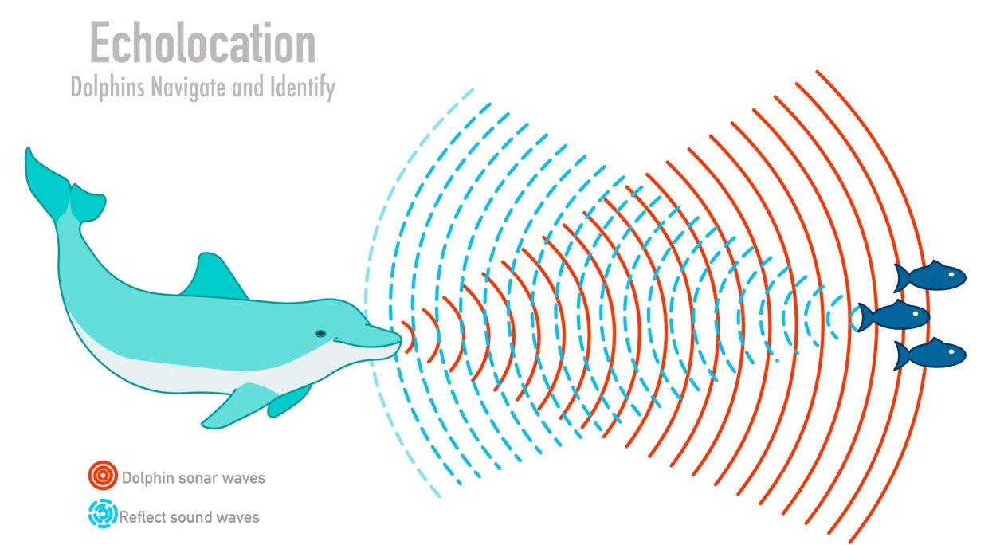 Echolocation
Dolphins Navigate and Identify
Dolphin sonar waves
Reflect sound waves